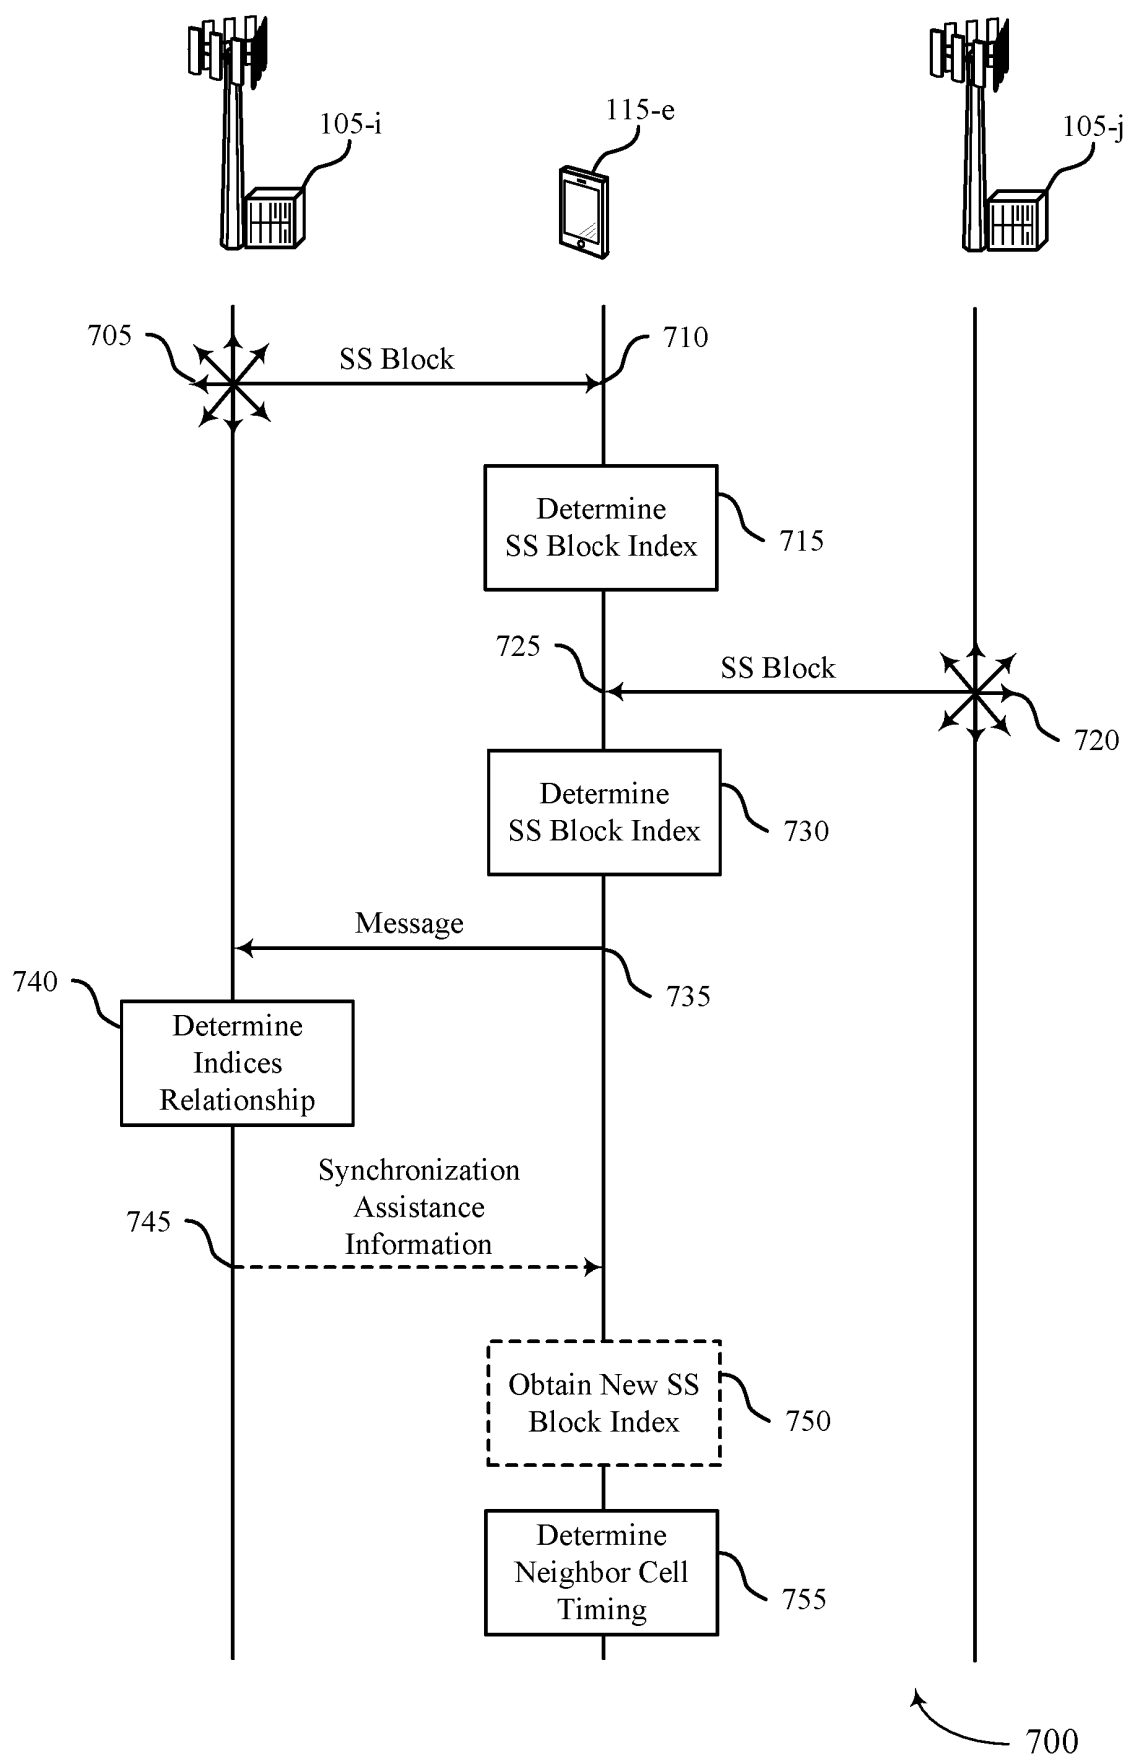 105-i
115-e
105-j
705
SS Block
710
Determine
SS Block Index
715
725
SS Block
720
Determine
SS Block Index
730
Message
735
740
Determine
Indices
Relationship
Synchronization
Assistance
Information
745
Obtain New SS
Block Index
750
Determine
Neighbor Cell
Timing
755
700